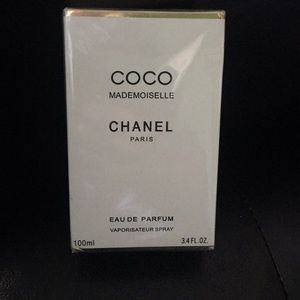 COCO
MADEMOISELLE
CHANEL
PARIS
EAU DE PARFUM
VAPORISATEUR SPRAY
100ml 3.4 FL.OZ.